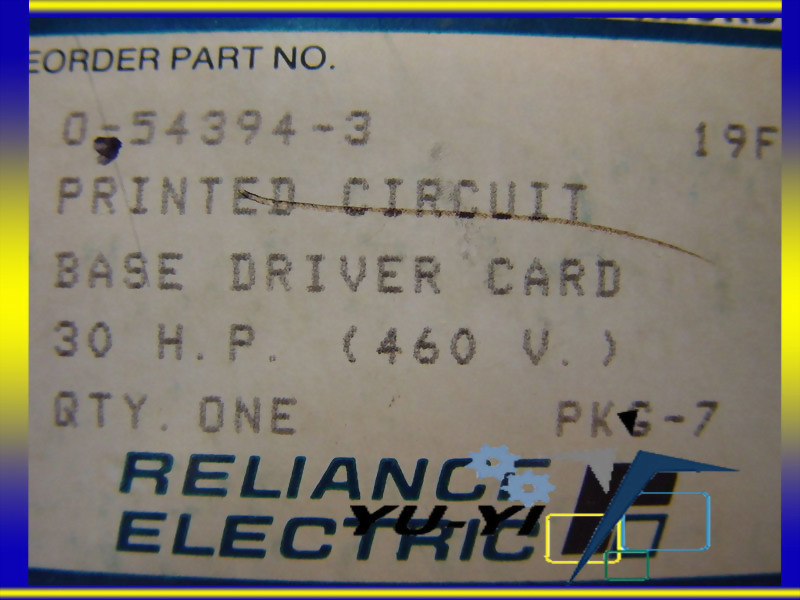 EORDER PART NO.
0-54394-3 19F
PRINTED CIRCUIT
BASE DRIVER CARD
30 H.P. (460 V.)
QTY. ONE PKG-7
RELIANCE
ELECTRIC
YU-YI